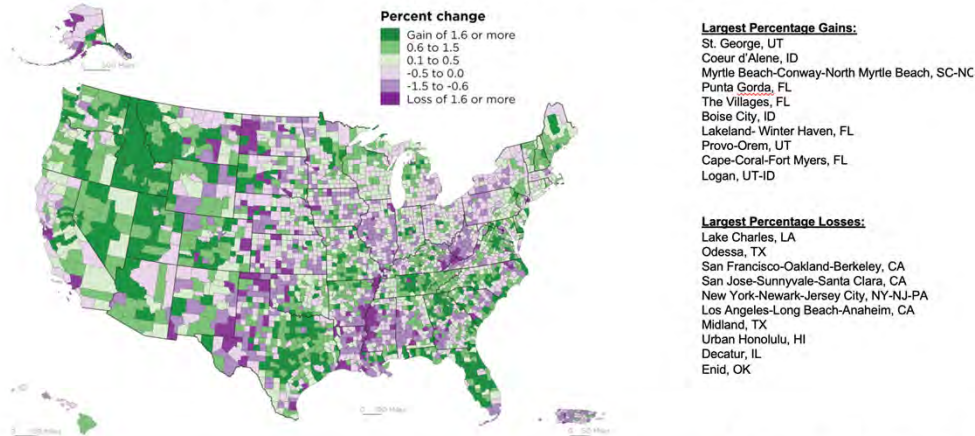 Percent change
Gain of 1.6 or more
0.6 to 1.5
0.1 to 0.5
-0.5 to 0.0
-1.5 to -0.6
Loss of 1.6 or more
Largest Percentage Gains:
St. George, UT
Coeur d'Alene, ID
Myrtle Beach-Conway-North Myrtle Beach, SC-NC
Punta Gorda, FL
The Villages, FL
Boise City, ID
Lakeland- Winter Haven, FL
Provo-Orem, UT
Cape-Coral-Fort Myers, FL
Logan, UT-ID
Largest Percentage Losses:
Lake Charles, LA
Odessa, TX
San Francisco-Oakland-Berkeley, CA
San Jose-Sunnyvale-Santa Clara, CA
New York-Newark-Jersey City, NY-NJ-PA
Los Angeles-Long Beach-Anaheim, CA
Midland, TX
Urban Honolulu, HI
Decatur, IL
Enid, OK